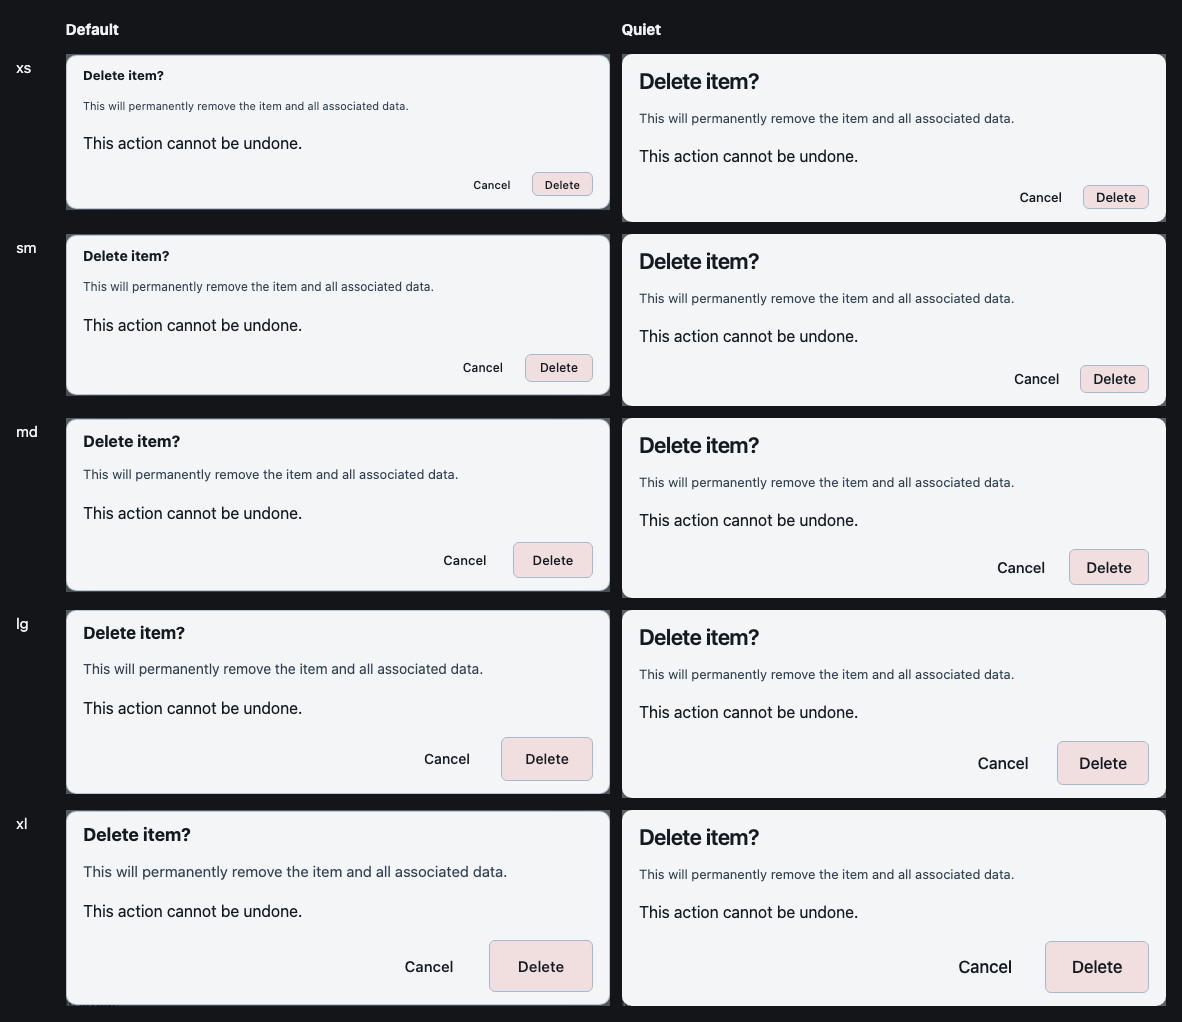 Default Quiet
xs
Delete item?
This will permanently remove the item and all associated data.
This action cannot be undone.
Cancel Delete
Delete item?
This will permanently remove the item and all associated data.
This action cannot be undone.
Cancel Delete
sm
Delete item?
This will permanently remove the item and all associated data.
This action cannot be undone.
Cancel Delete
Delete item?
This will permanently remove the item and all associated data.
This action cannot be undone.
Cancel Delete
md
Delete item?
This will permanently remove the item and all associated data.
This action cannot be undone.
Cancel Delete
Delete item?
This will permanently remove the item and all associated data.
This action cannot be undone.
Cancel Delete
lg
Delete item?
This will permanently remove the item and all associated data.
This action cannot be undone.
Cancel Delete
Delete item?
This will permanently remove the item and all associated data.
This action cannot be undone.
Cancel Delete
xl
Delete item?
This will permanently remove the item and all associated data.
This action cannot be undone.
Cancel Delete
Delete item?
This will permanently remove the item and all associated data.
This action cannot be undone.
Cancel Delete